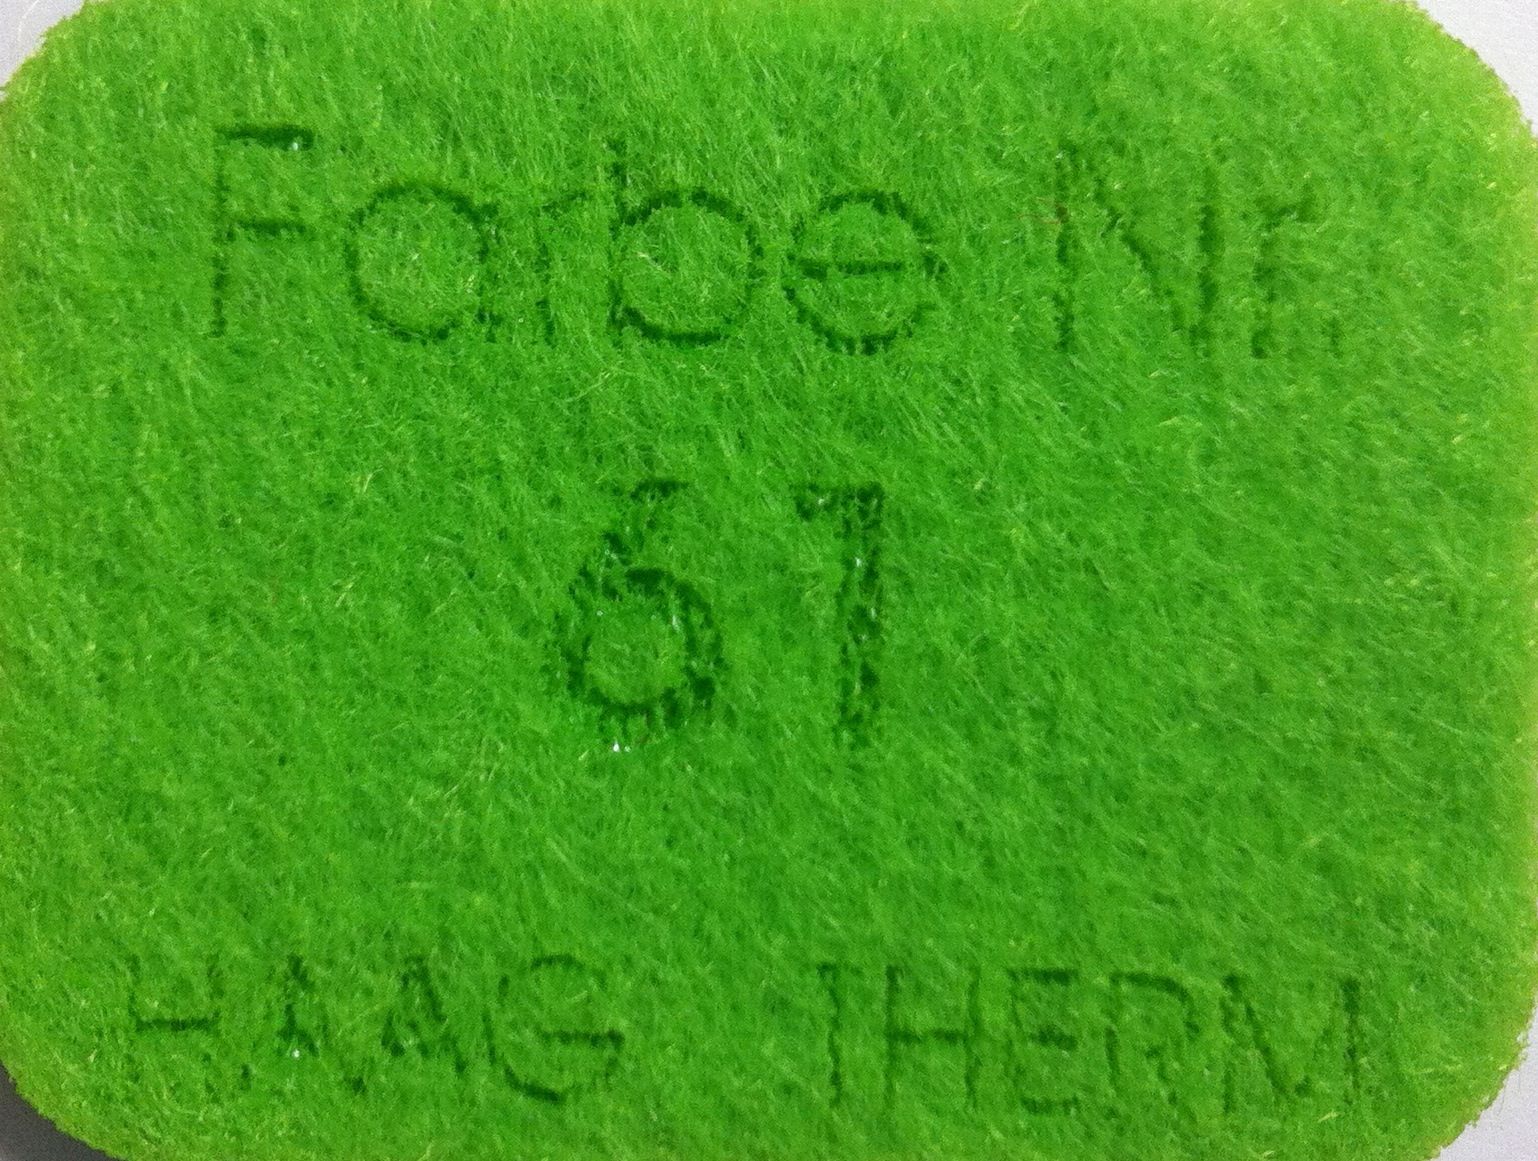 Farbe Nr.
61
HAAG THERM